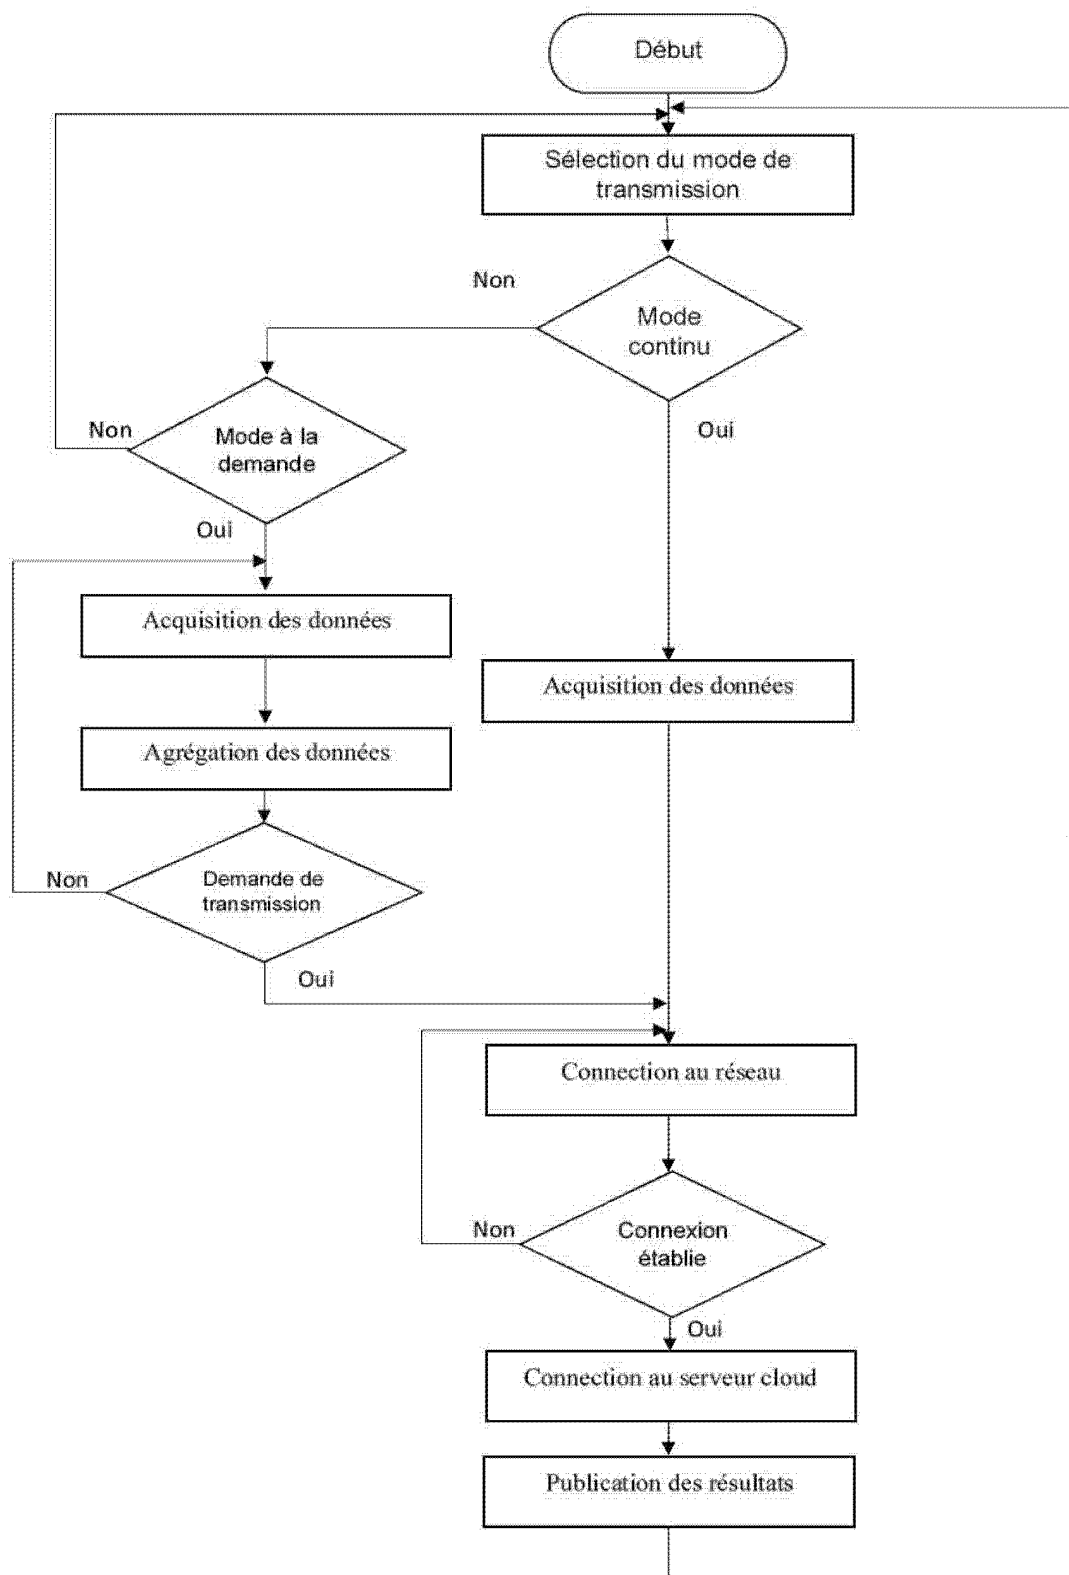 Début
Sélection du mode de
transmission
Non
Mode
continu
Non
Mode à la
demande
Oui
Oui
Acquisition des données
Acquisition des données
Agrégation des données
Non
Demande de
transmission
Oui
Connection au réseau
Non
Connexion
établie
Oui
Connection au serveur cloud
Publication des résultats